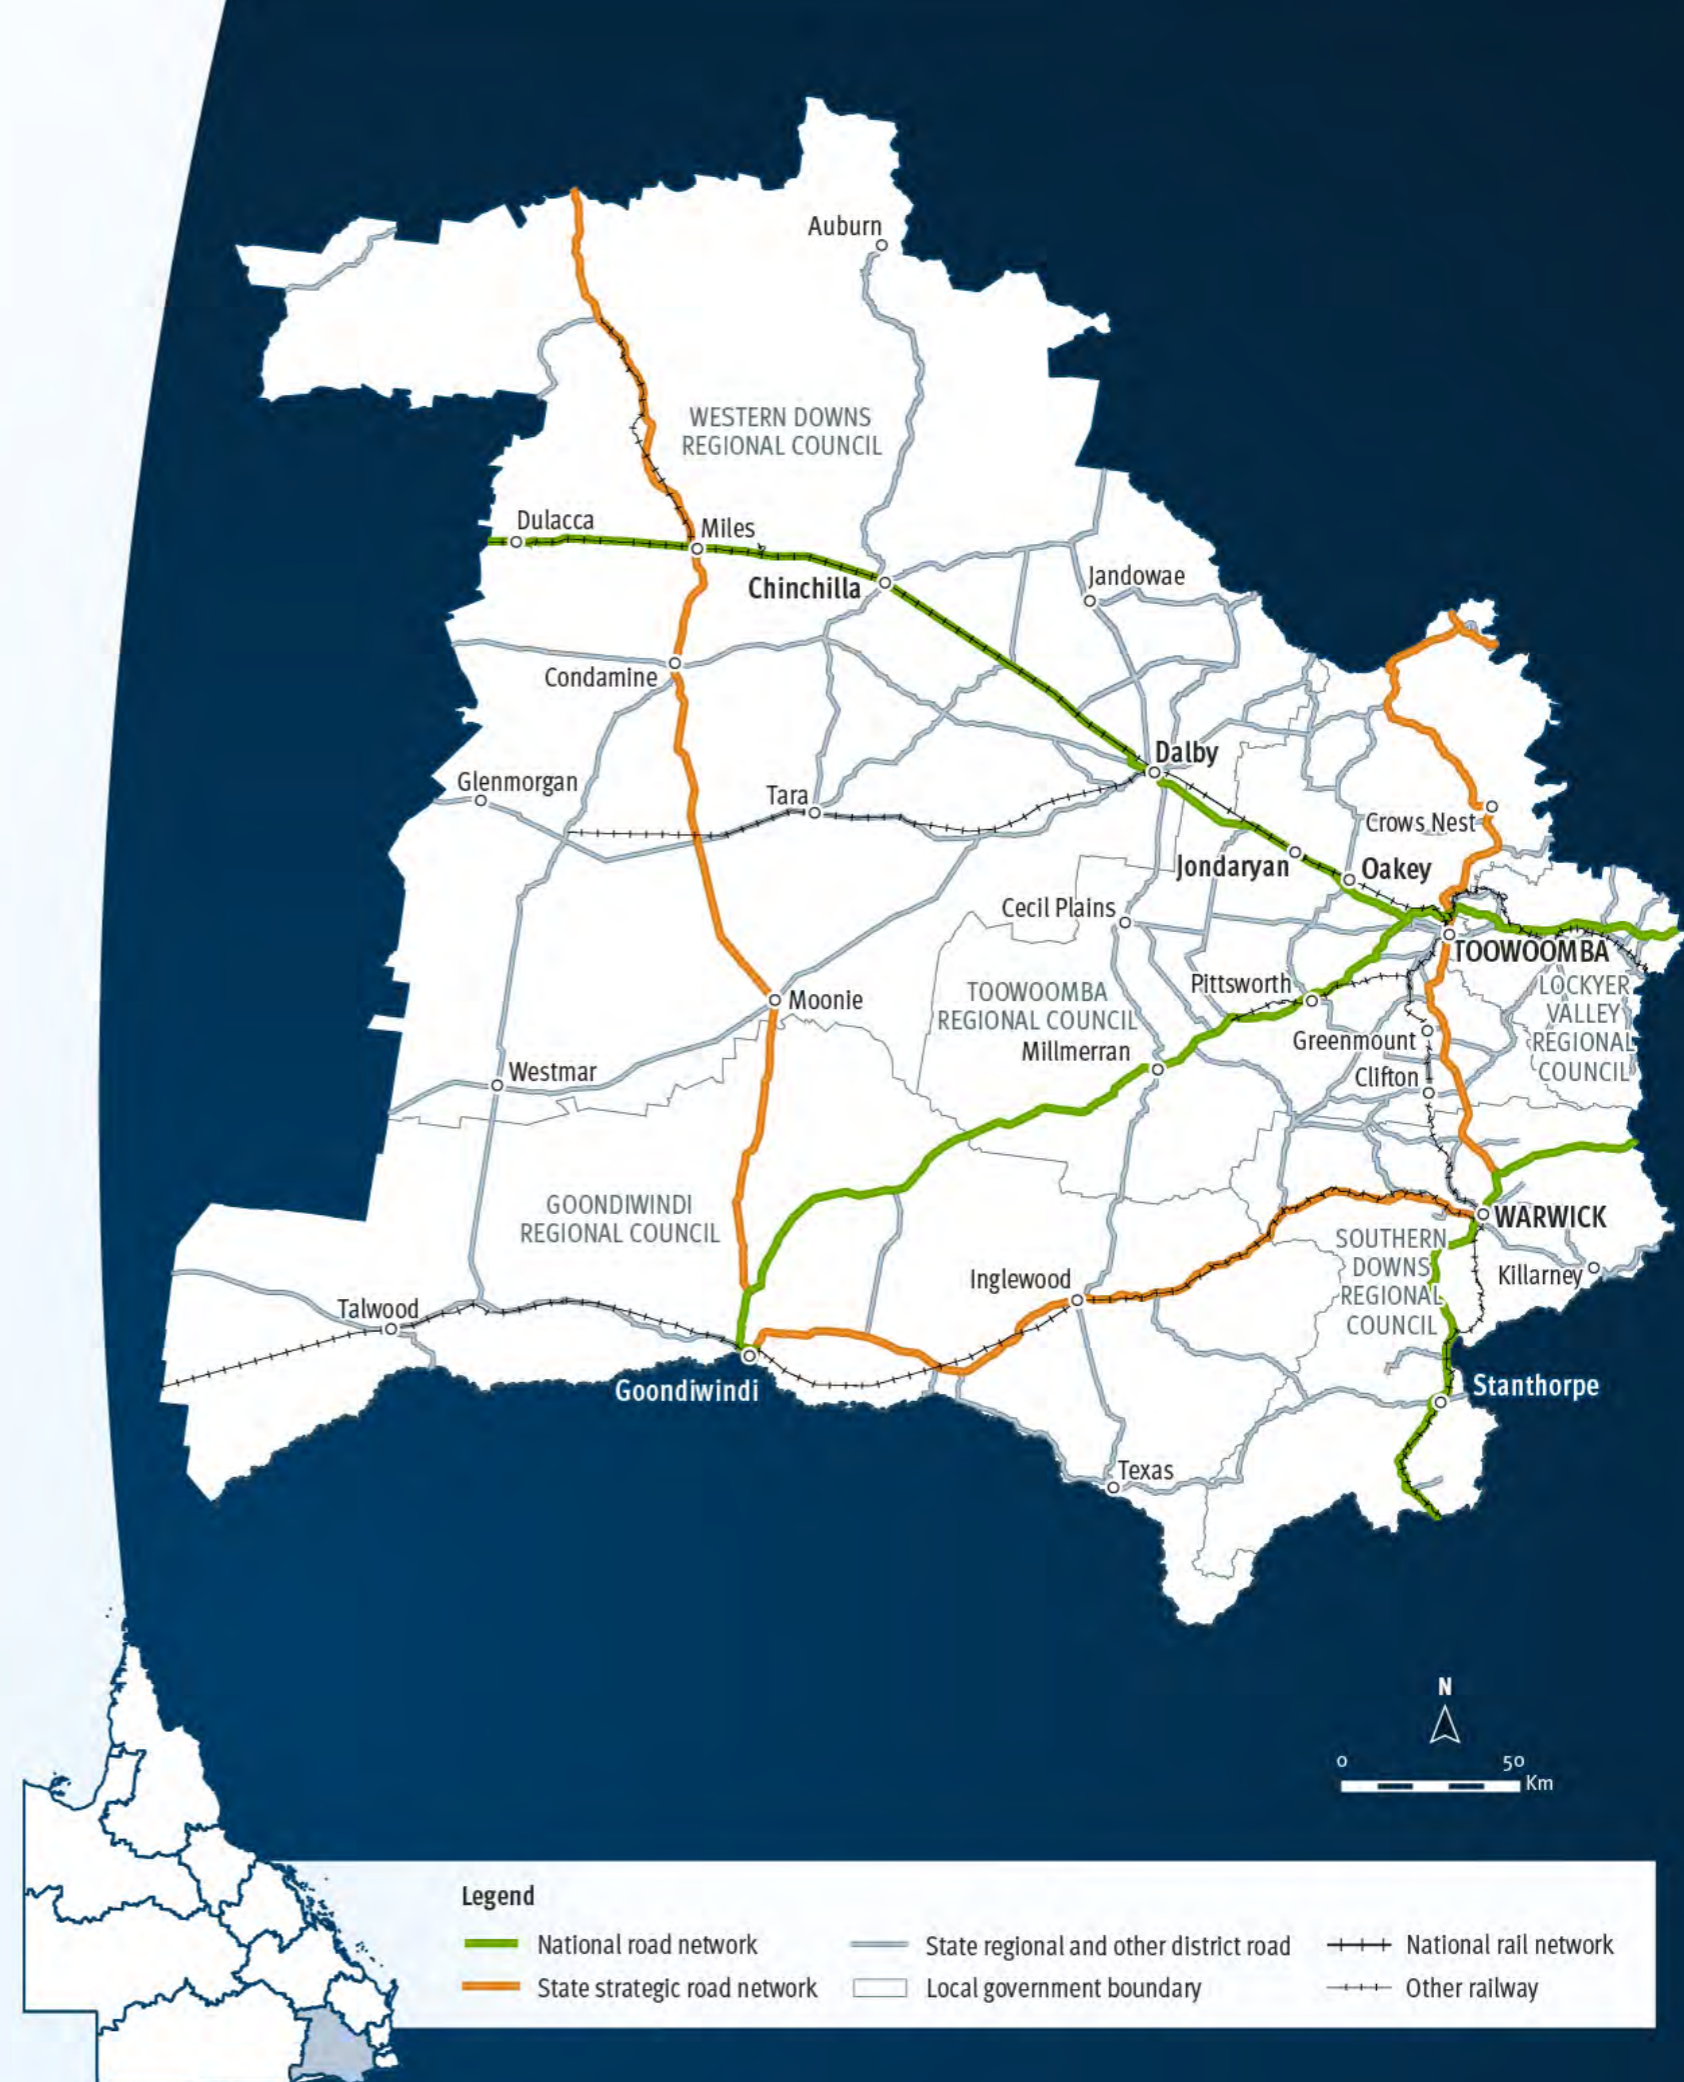 Auburn
WESTERN DOWNS
REGIONAL COUNCIL
Dulacca
Miles
Chinchilla
Jandowae
Condamine
Dalby
Glenmorgan
Tara
Crows Nest
Jondaryan
Oakey
Cecil Plains
TOOWOOMBA
Pittsworth
LOCKYER
VALLEY
REGIONAL
COUNCIL
Moonie
TOOWOOMBA
REGIONAL COUNCIL
Greenmount
Millmerran
Westmar
Clifton
GOONDIWINDI
REGIONAL COUNCIL
WARWICK
SOUTHERN
DOWNS
REGIONAL
COUNCIL
Killarney
Inglewood
Talwood
Goondiwindi
Stanthorpe
Texas
N
0 50
Km
Legend
National road network
State strategic road network
State regional and other district road
Local government boundary
National rail network
Other railway